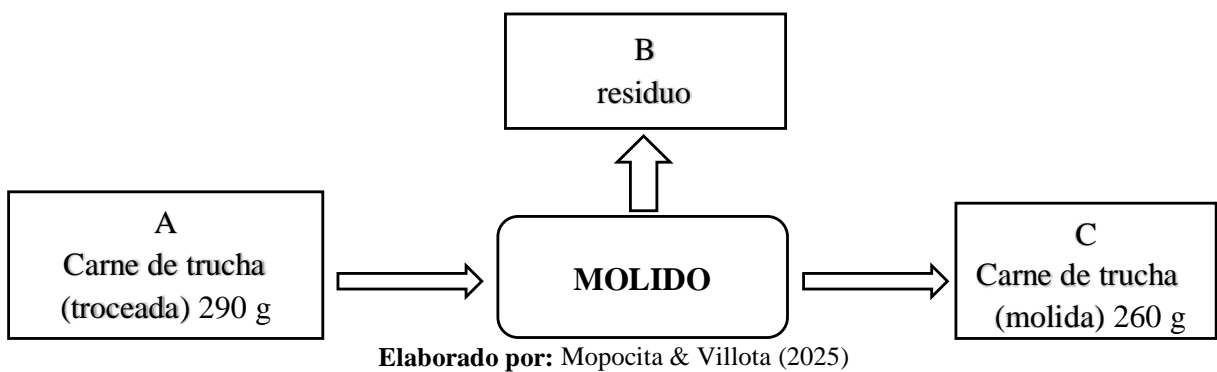 B
residuo
A
Carne de trucha
(troceada) 290 g
MOLIDO
C
Carne de trucha
(molida) 260 g
Elaborado por: Mopocita & Villota (2025)